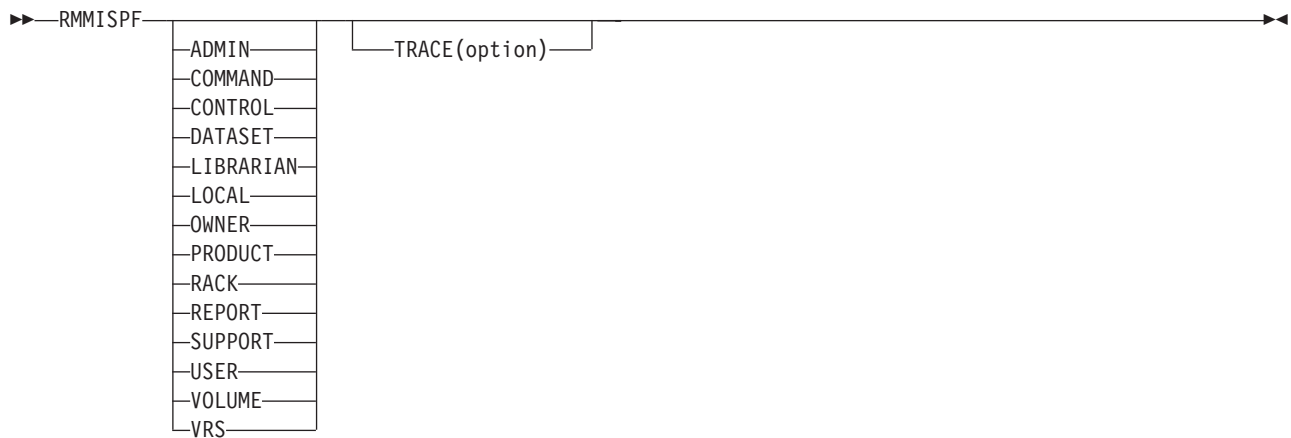 RMMISPF
ADMIN TRACE(option)
COMMAND
CONTROL
DATASET
LIBRARIAN
LOCAL
OWNER
PRODUCT
RACK
REPORT
SUPPORT
USER
VOLUME
VRS